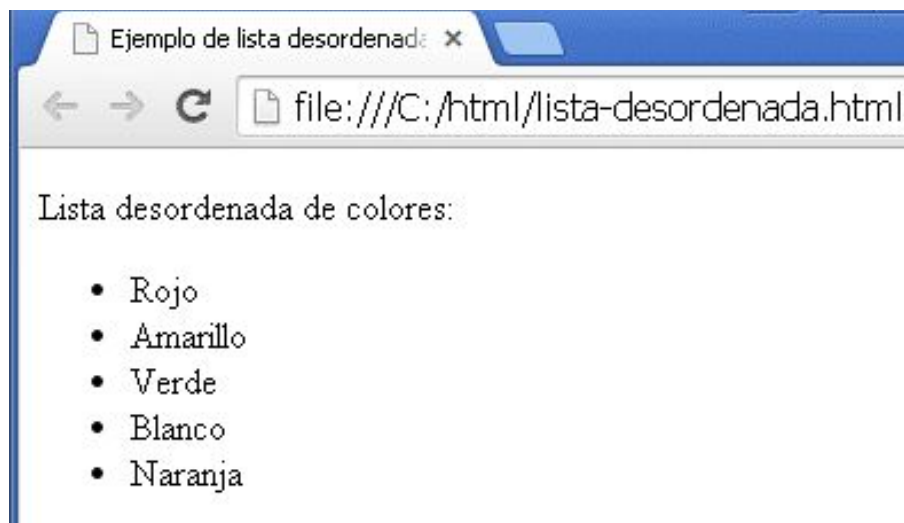 Ejemplo de lista desordenada
file:///C:/html/lista-desordenada.html
Lista desordenada de colores:
• Rojo
• Amarillo
• Verde
• Blanco
• Naranja